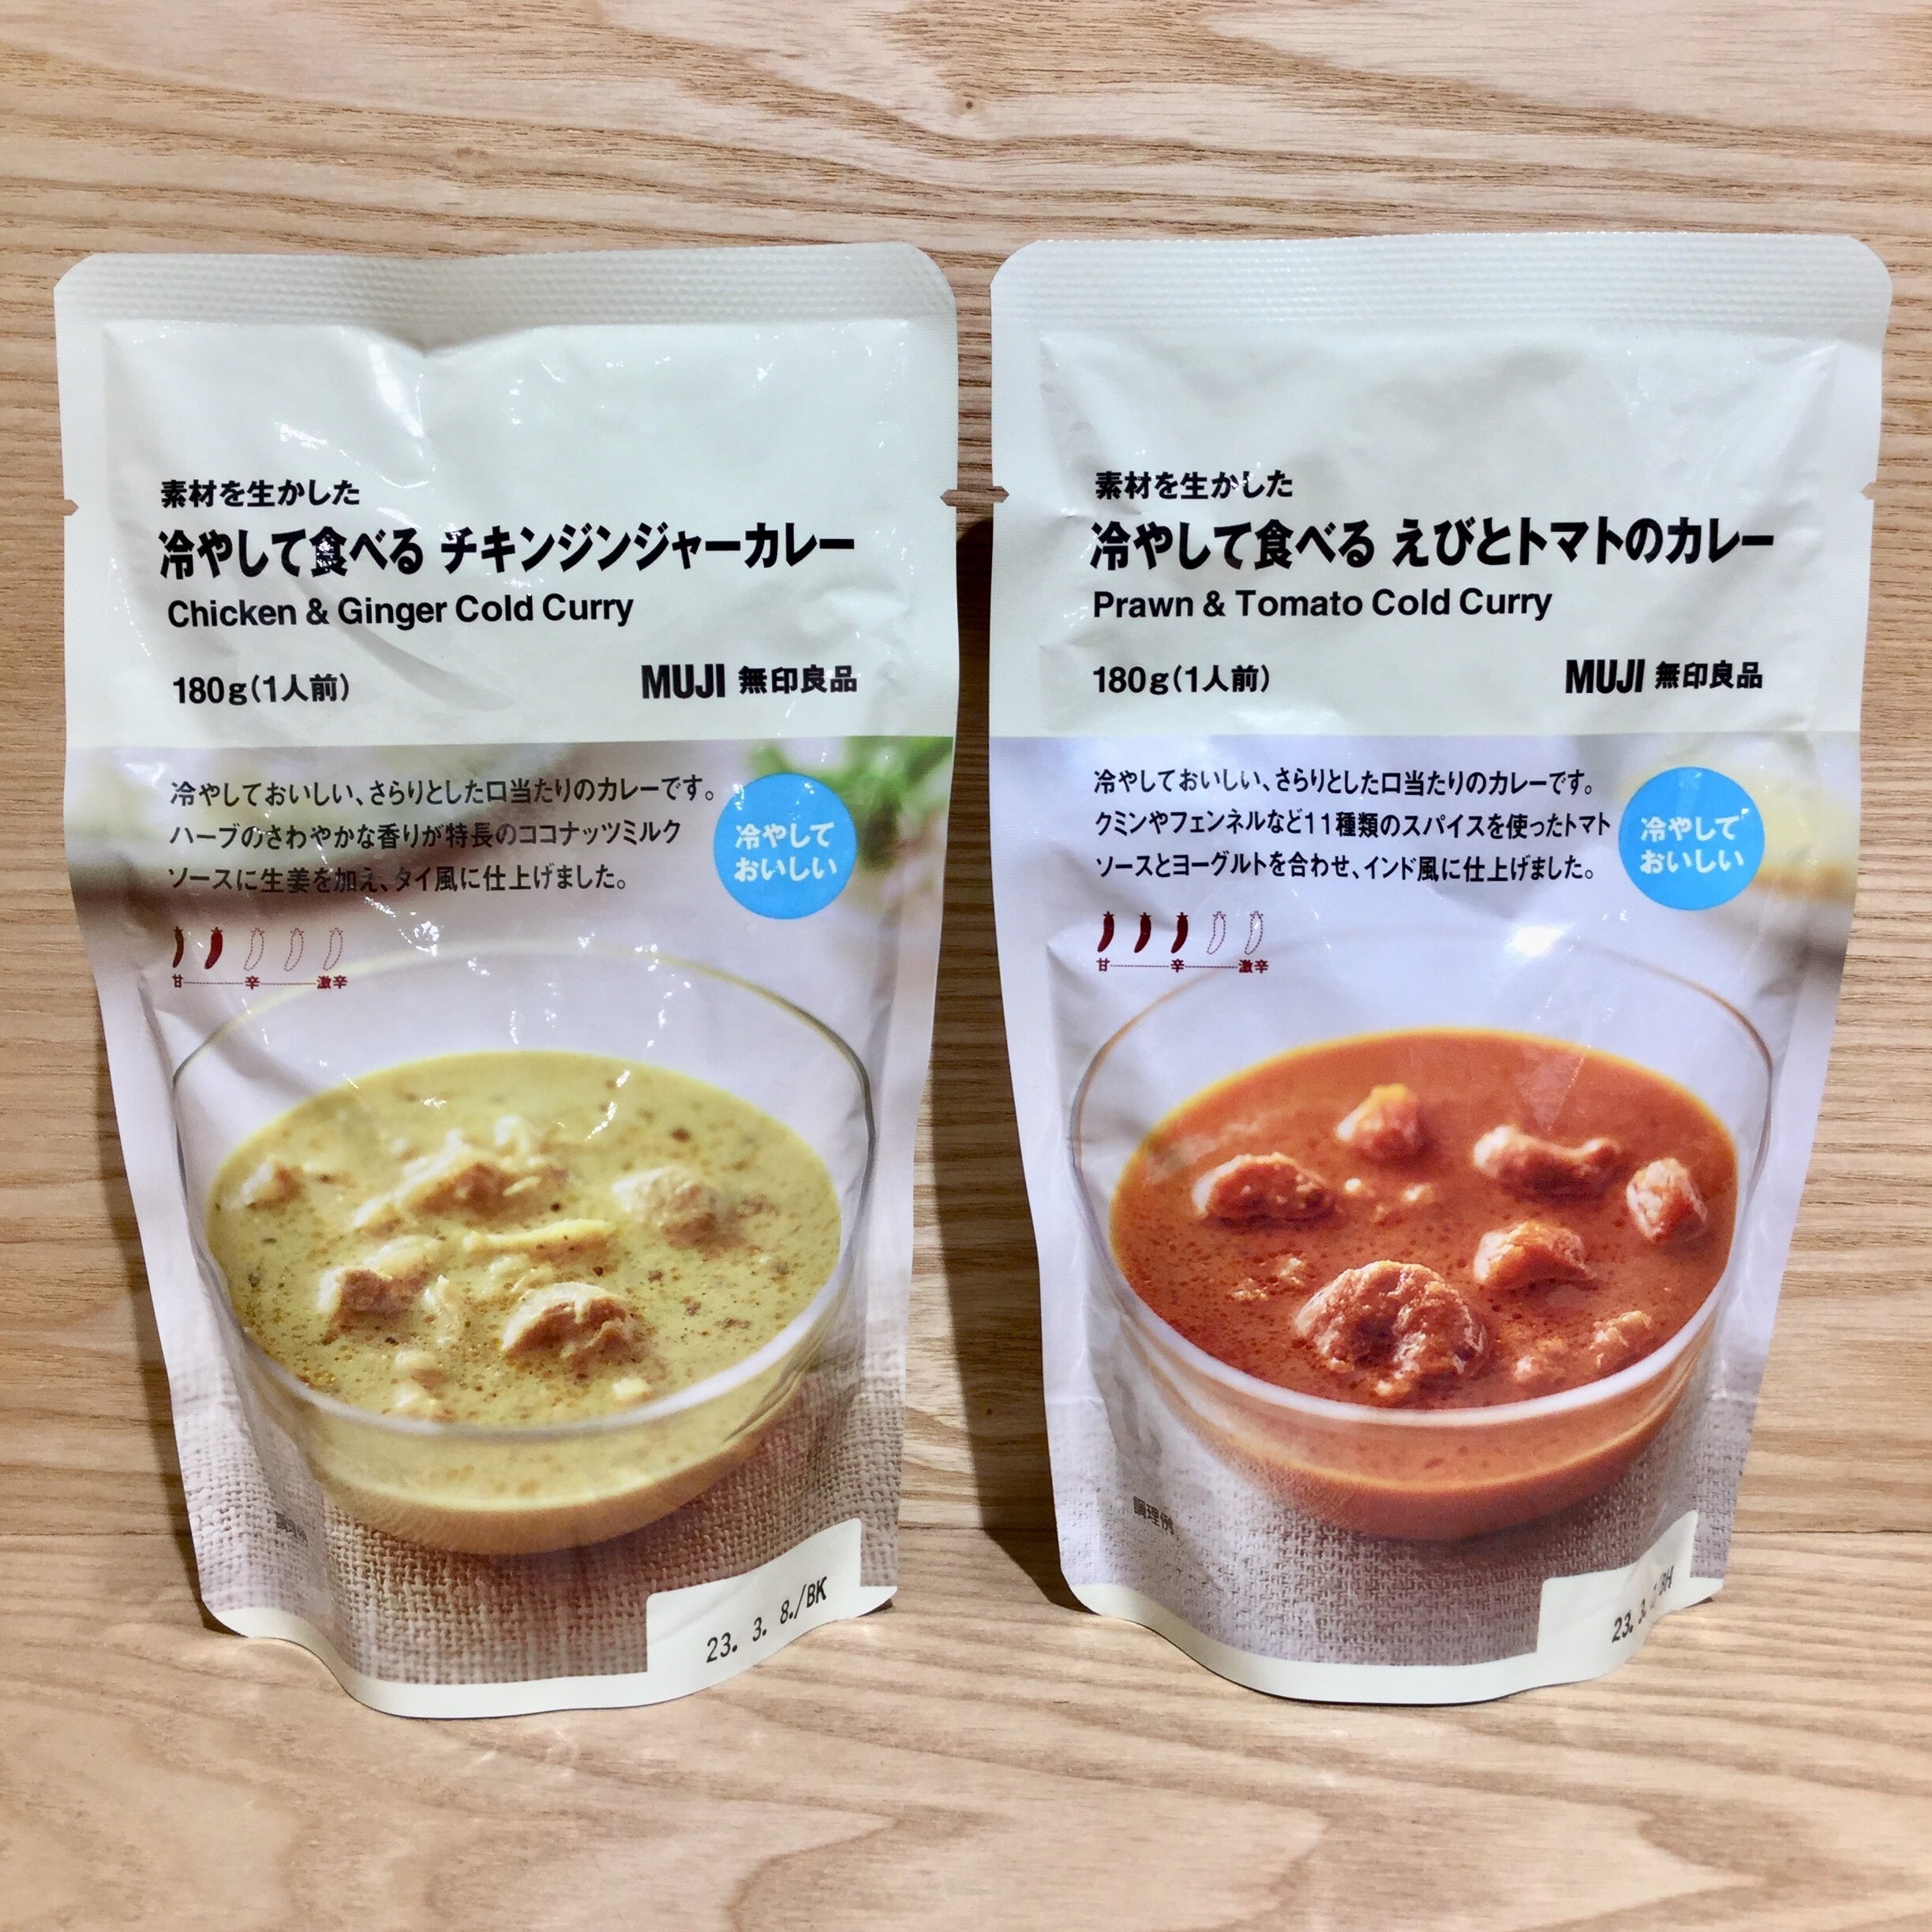 素材を生かした
冷やして食べる チキンジンジャーカレー
Chicken & Ginger Cold Curry
180g(1人前)
MUJI 無印良品
冷やしておいしい、さらりとした口当たりのカレーです。
ハーブのさわやかな香りが特長のココナッツミルク
ソースに生姜を加え、タイ風に仕上げました。
冷やして
おいしい
甘 辛 激辛
調理例
23. 3. 8./BK
素材を生かした
冷やして食べる えびとトマトのカレー
Prawn & Tomato Cold Curry
180g(1人前)
MUJI 無印良品
冷やしておいしい、さらりとした口当たりのカレーです。
クミンやフェンネルなど11種類のスパイスを使ったトマト
ソースとヨーグルトを合わせ、インド風に仕上げました。
冷やして
おいしい
甘 辛 激辛
調理例
23. 3.